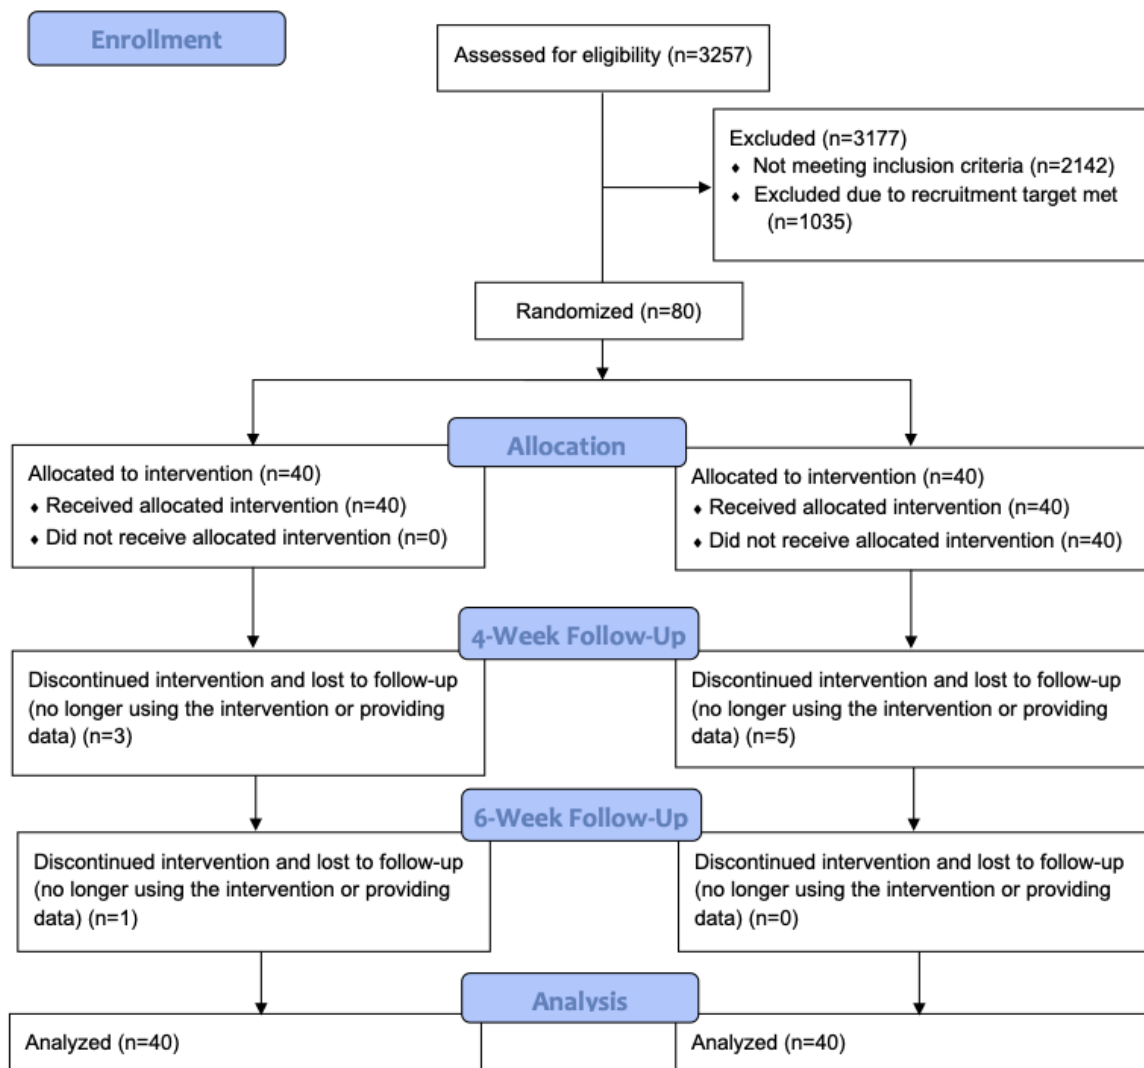 Enrollment
Assessed for eligibility (n=3257)
Excluded (n=3177)
⬧ Not meeting inclusion criteria (n=2142)
⬧ Excluded due to recruitment target met
(n=1035)
Randomized (n=80)
Allocation
Allocated to intervention (n=40)
⬧ Received allocated intervention (n=40)
⬧ Did not receive allocated intervention (n=0)
Allocated to intervention (n=40)
⬧ Received allocated intervention (n=40)
⬧ Did not receive allocated intervention (n=40)
4-Week Follow-Up
Discontinued intervention and lost to follow-up
(no longer using the intervention or providing
data) (n=3)
Discontinued intervention and lost to follow-up
(no longer using the intervention or providing
data) (n=5)
6-Week Follow-Up
Discontinued intervention and lost to follow-up
(no longer using the intervention or providing
data) (n=1)
Discontinued intervention and lost to follow-up
(no longer using the intervention or providing
data) (n=0)
Analysis
Analyzed (n=40)
Analyzed (n=40)